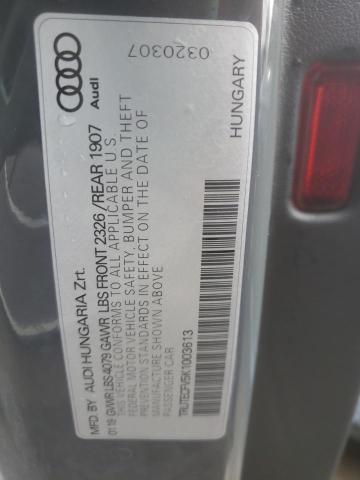 MFD. BY AUDI HUNGARIA Zrt.
01.19 GVWR LBS 4079 GAWR LBS FRONT 2326 / REAR 1907
THIS VEHICLE CONFORMS TO ALL APPLICABLE U.S.
FEDERAL MOTOR VEHICLE SAFETY, BUMPER AND THEFT
PREVENTION STANDARDS IN EFFECT ON THE DATE OF
MANUFACTURE SHOWN ABOVE
PASSENGER CAR
TRUTECFV5K1003613
Audi
0320307
HUNGARY